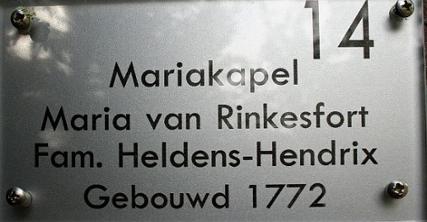 14
Mariakapel
Maria van Rinkesfort
Fam. Heldens-Hendrix
Gebouwd 1772